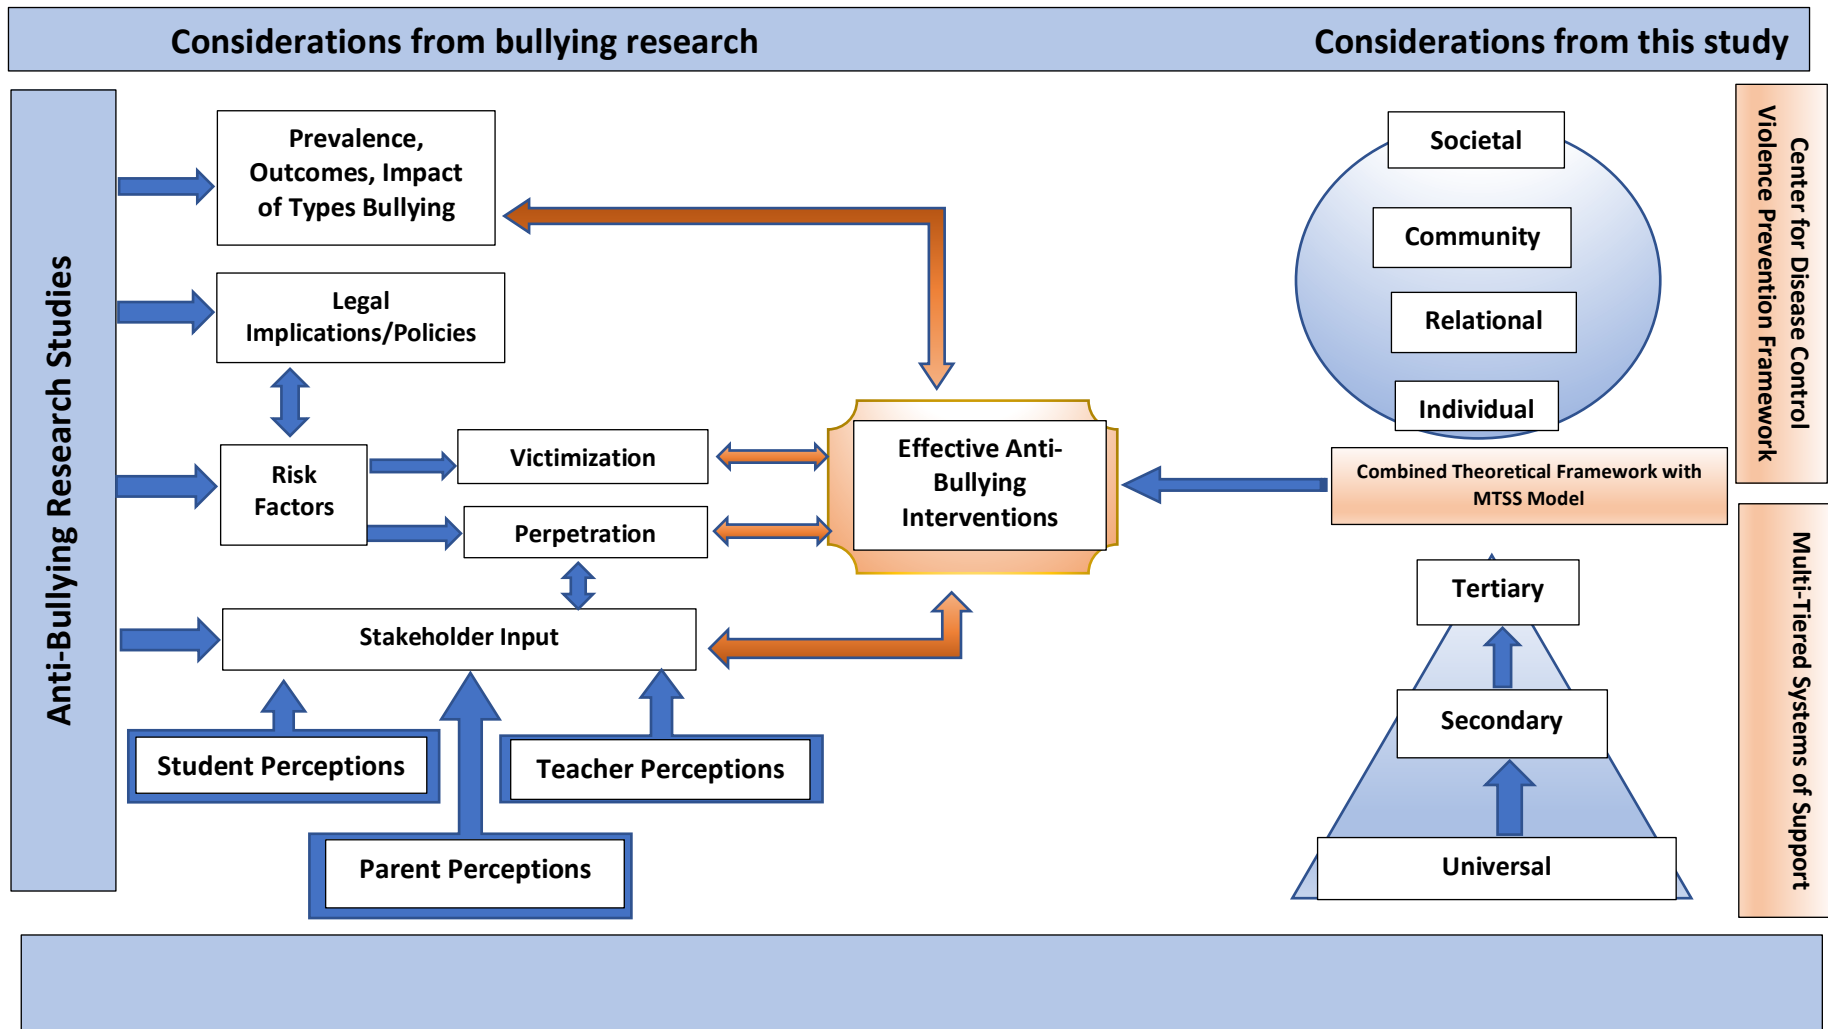 Considerations from bullying research
Considerations from this study
Anti-Bullying Research Studies
Prevalence,
Outcomes, Impact
of Types Bullying
Legal
Implications/Policies
Risk
Factors
Victimization
Perpetration
Stakeholder Input
Student Perceptions
Teacher Perceptions
Parent Perceptions
Effective Anti-
Bullying
Interventions
Societal
Community
Relational
Individual
Combined Theoretical Framework with
MTSS Model
Tertiary
Secondary
Universal
Center for Disease Control
Violence Prevention Framework
Multi-Tiered Systems of Support